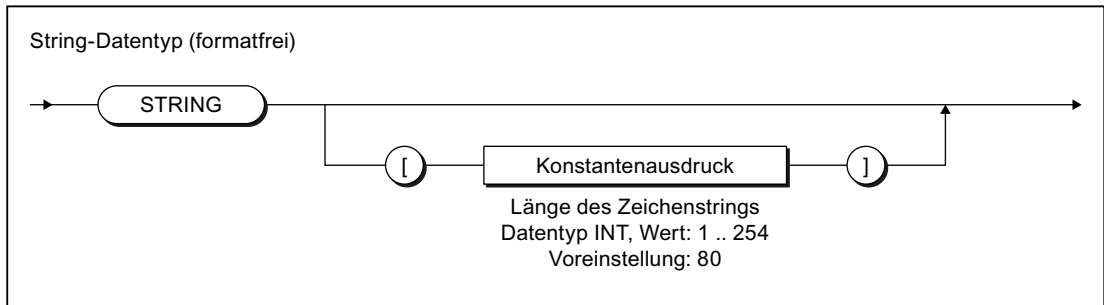 String-Datentyp (formatfrei)
STRING
[
Konstantenausdruck
]
Länge des Zeichenstrings
Datentyp INT, Wert: 1 .. 254
Voreinstellung: 80